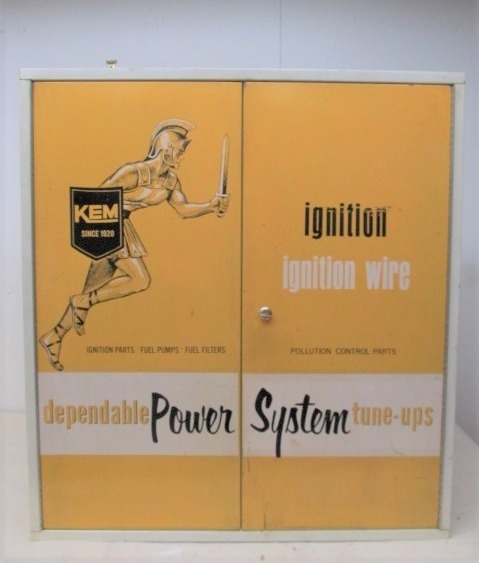 KEM
SINCE 1920
ignition
ignition wire
IGNITION PARTS FUEL PUMPS FUEL FILTERS
POLLUTION CONTROL PARTS
dependable Power System tune-ups